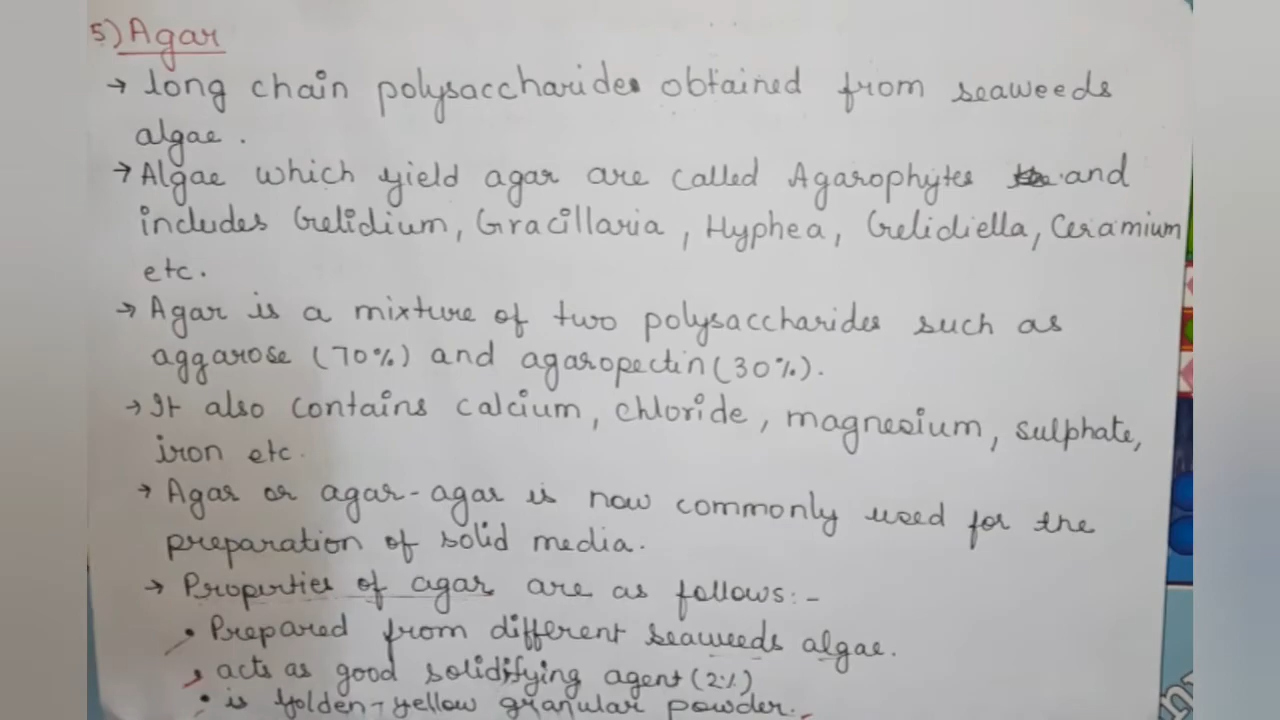 5) Agar
→ long chain polysaccharides obtained from seaweeds
algae.
→ Algae which yield agar are called Agarophytes and
includes Gelidium, Gracillaria, Hyphea, Gelidiella, Ceramium
etc.
→ Agar is a mixture of two polysaccharides such as
aggarose (70%) and agaropectin (30%).
→ It also contains calcium, chloride, magnesium, sulphate,
iron etc.
→ Agar or agar-agar is now commonly used for the
preparation of solid media.
→ Properties of agar are as follows:-
• Prepared from different seaweeds algae.
• acts as good solidifying agent (2%)
• is golden-yellow granular powder.